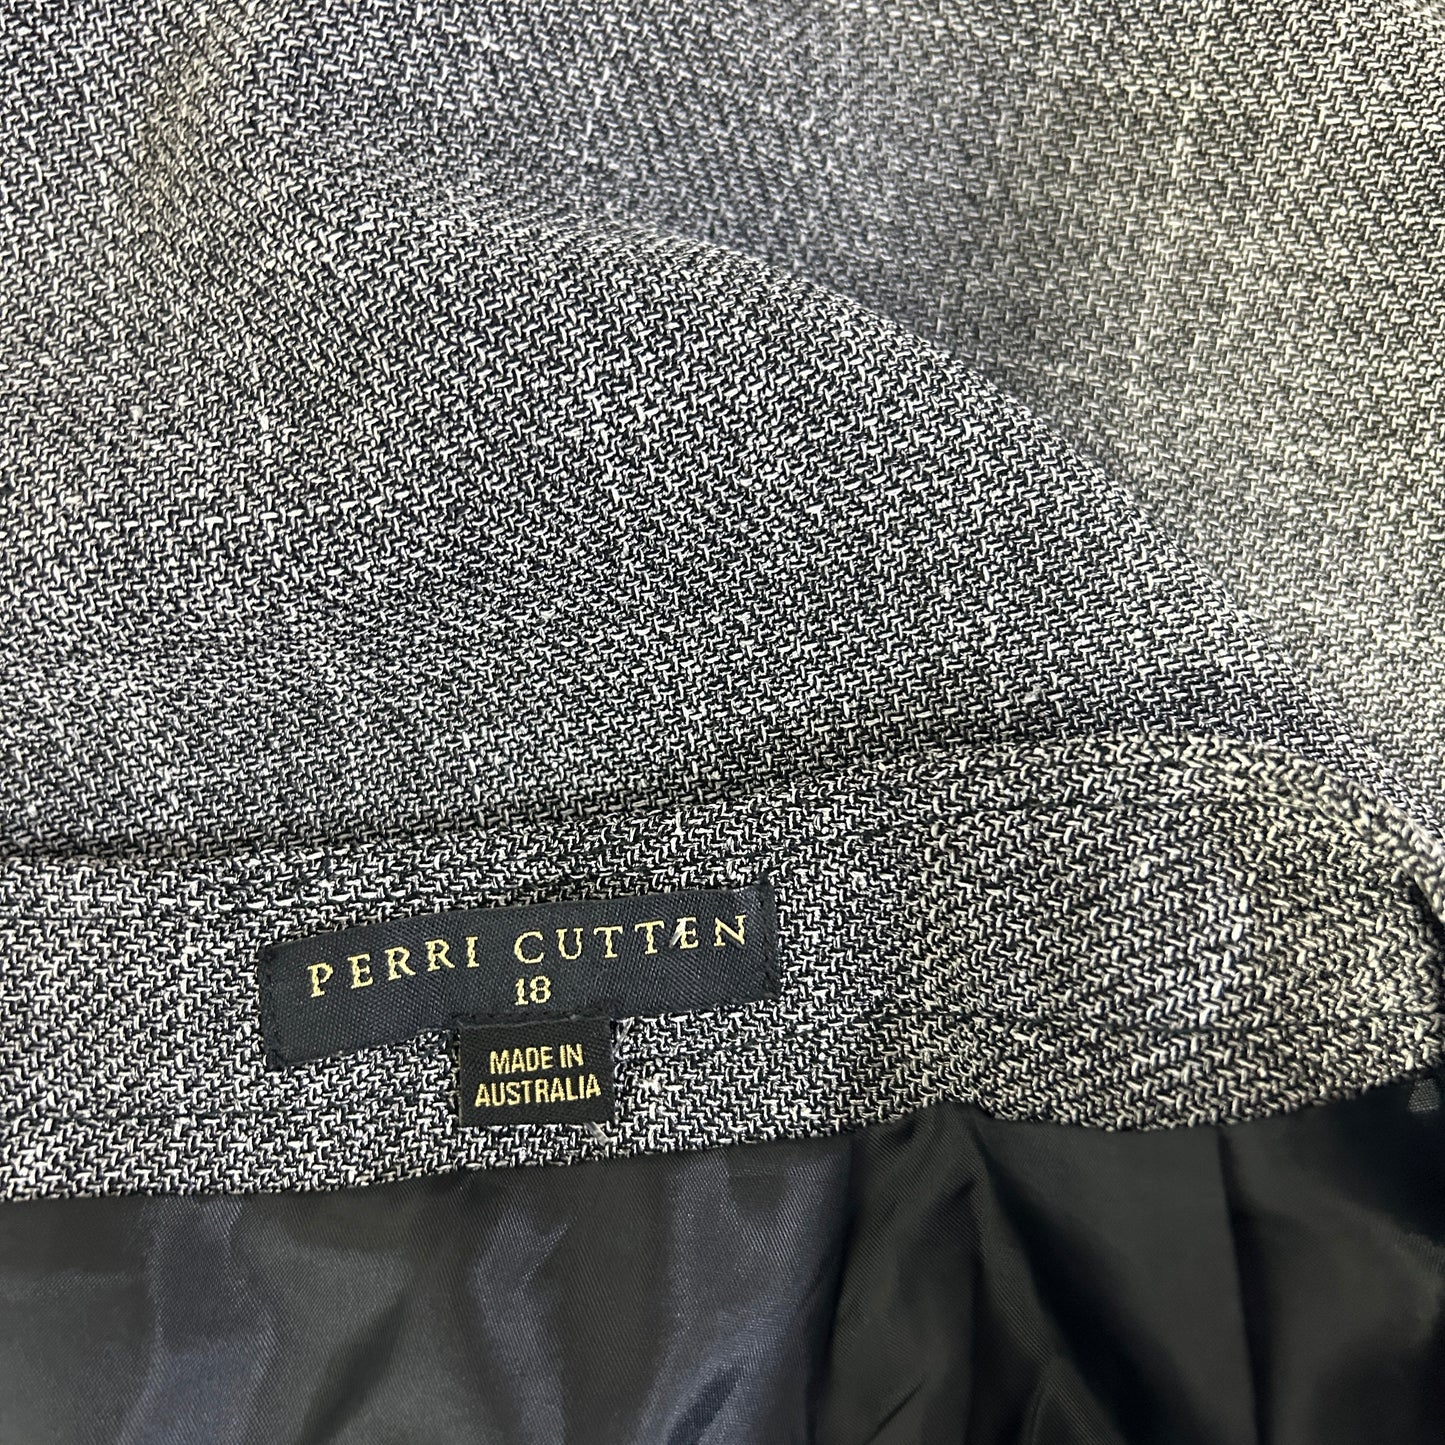 PERRI CUTTEN
18
MADE IN
AUSTRALIA